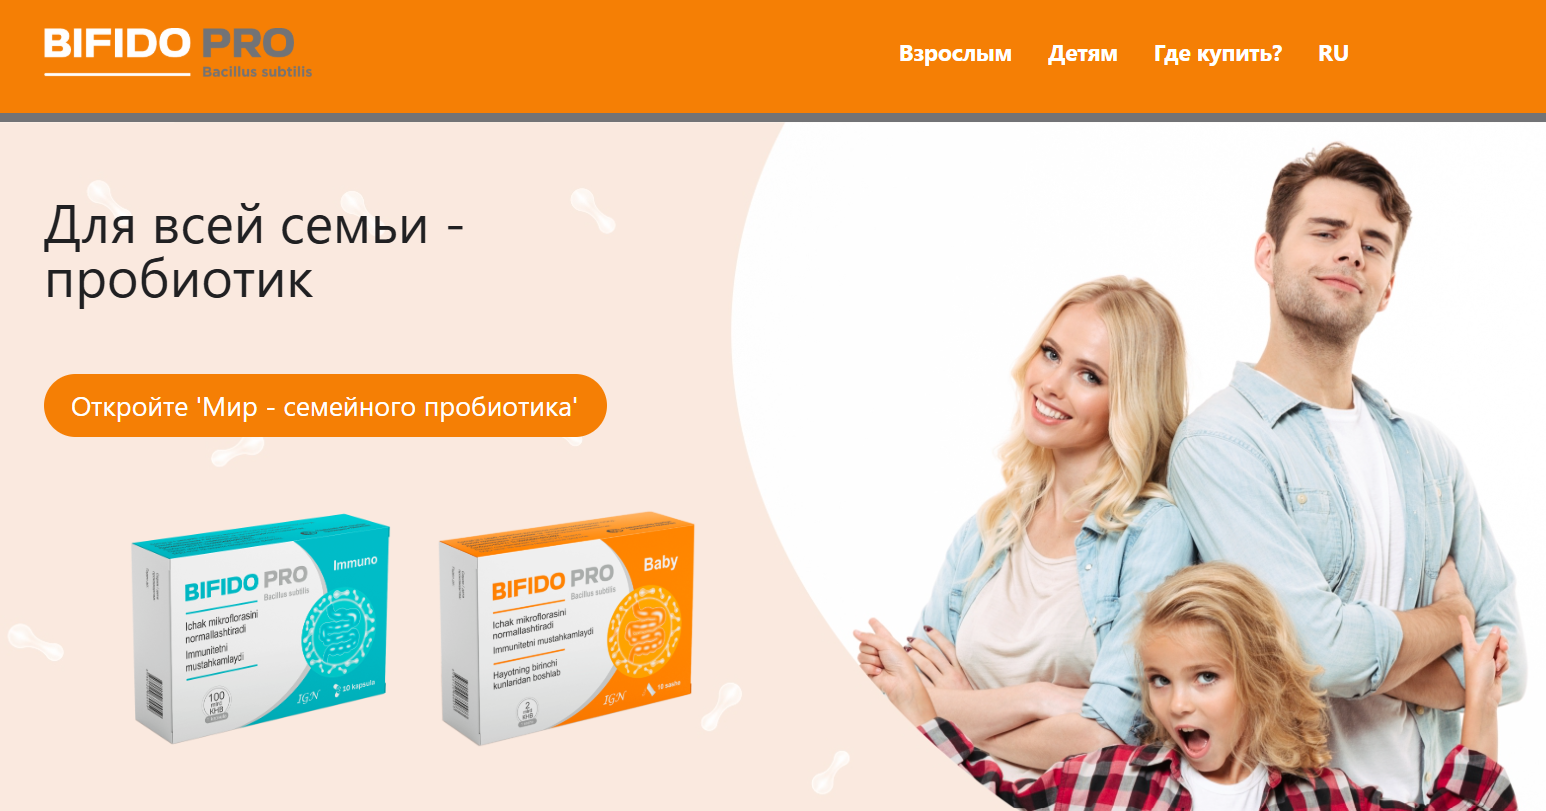 BIFIDO PRO
Bacillus subtilis
Взрослым Детям Где купить? RU
Для всей семьи -
пробиотик
Откройте 'Мир - семейного пробиотика'
Immuno
BIFIDO PRO
Bacillus subtilis
Ichak mikroflorasini
normallashtiradi
Immunitetni
mustahkamlaydi
100
mlrd
KHB
IGN
10 kapsula
Baby
BIFIDO PRO
Bacillus subtilis
Ichak mikroflorasini
normallashtiradi
Immunitetni mustahkamlaydi
Hayotning birinchi
kunlaridan boshlab
2
mlrd
KHB
IGN
10 sashe